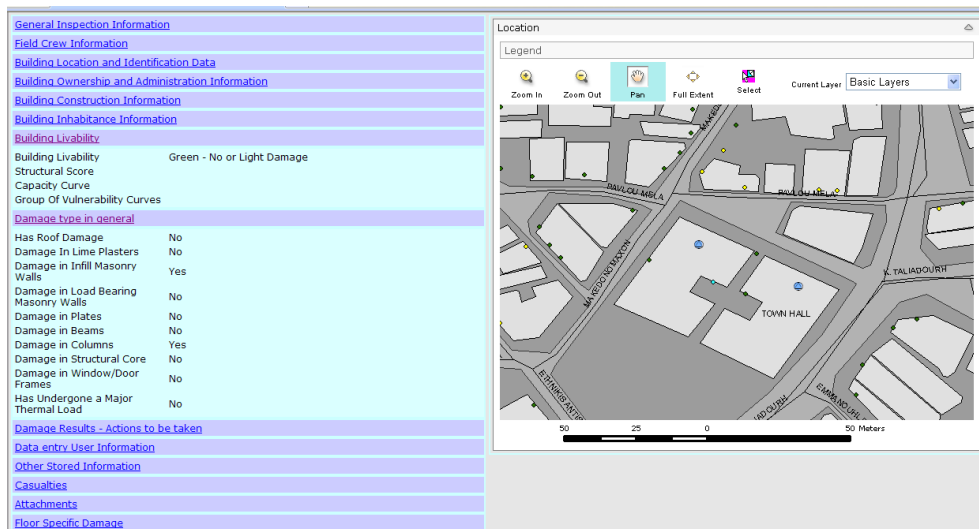 General Inspection Information
Field Crew Information
Building Location and Identification Data
Building Ownership and Administration Information
Building Construction Information
Building Inhabitance Information
Building Livability
Building Livability Green - No or Light Damage
Structural Score
Capacity Curve
Group Of Vulnerability Curves
Damage type in general
Has Roof Damage No
Damage In Lime Plasters No
Damage in Infill Masonry
Walls Yes
Damage in Load Bearing
Masonry Walls No
Damage in Plates No
Damage in Beams No
Damage in Columns Yes
Damage in Structural Core No
Damage in Window/Door
Frames No
Has Undergone a Major
Thermal Load No
Damage Results - Actions to be taken
Data entry User Information
Other Stored Information
Casualties
Attachments
Floor Specific Damage
Location
Legend
Zoom In Zoom Out Pan Full Extent Select Current Layer Basic Layers
MAKEDO
PAVLOU MELA PAVLOU MELA
MAKEDONOMAXON
K. TALIADOURH
TOWN HALL
ETHNIKIS ANTIS
IADOURH
EMMANOUHL
50 25 0 50 Meters